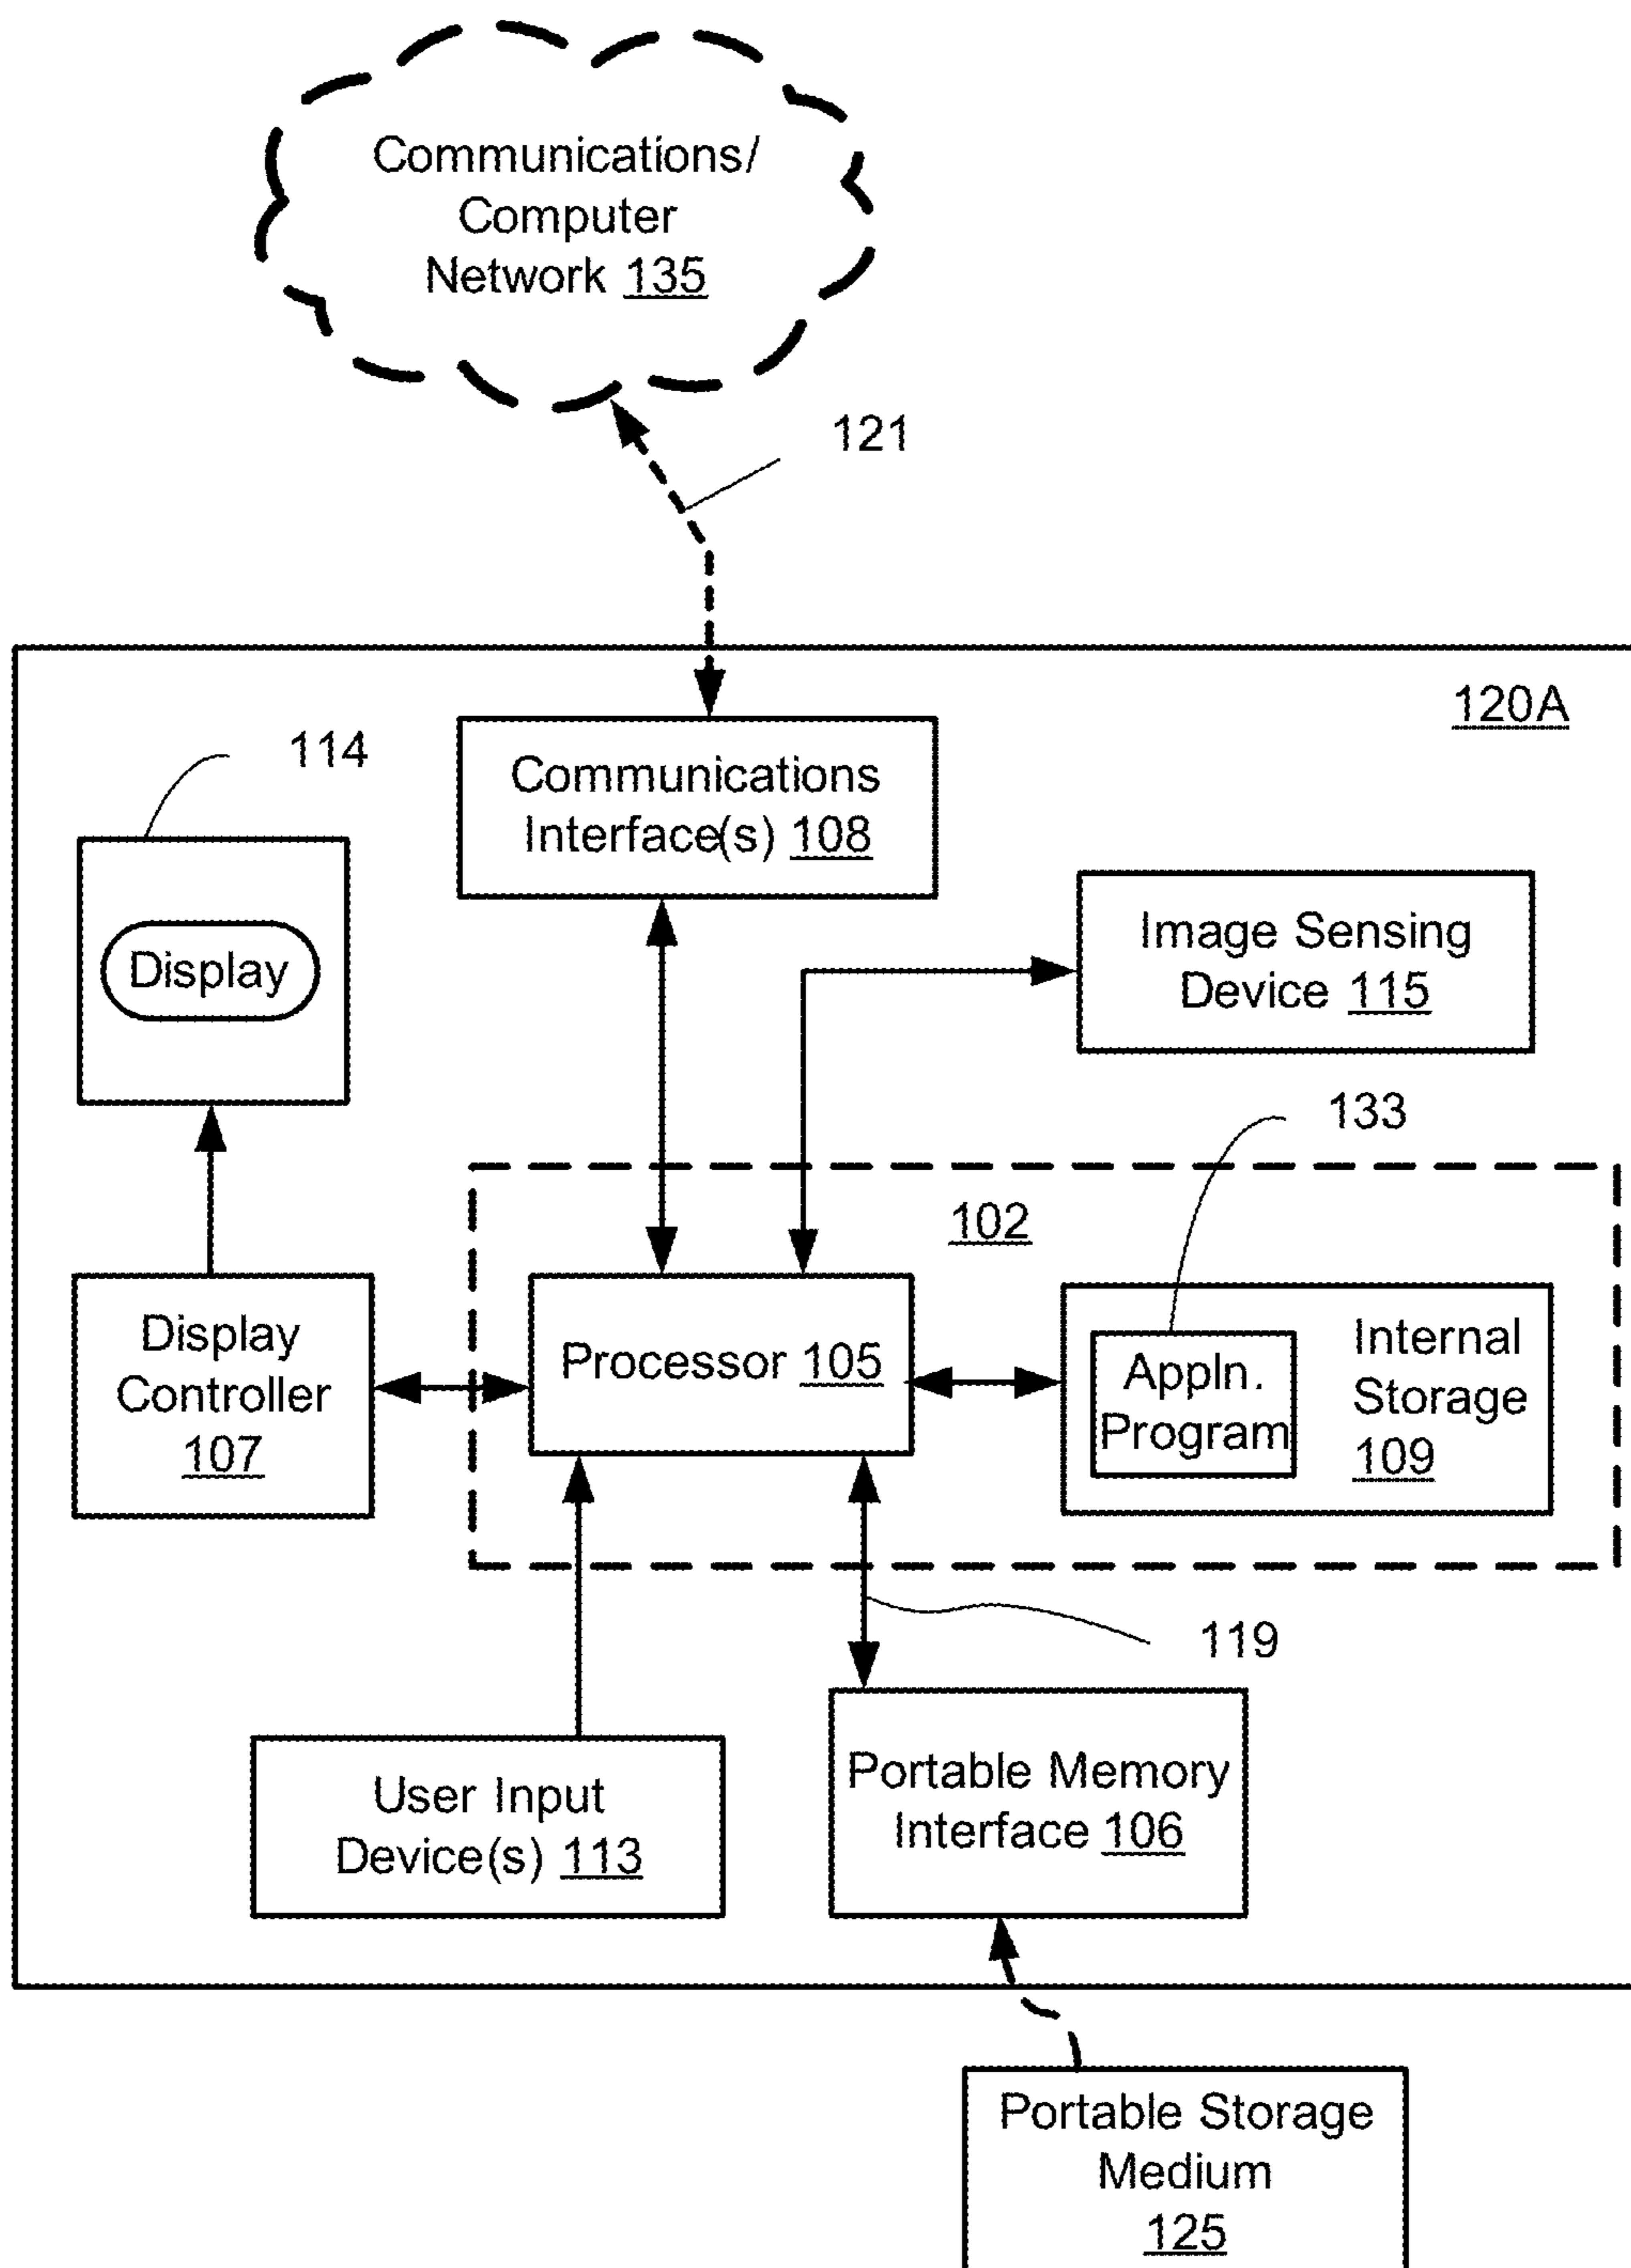 Communications/
Computer
Network 135
121
120A
114
Communications
Interface(s) 108
Display
Image Sensing
Device 115
133
102
Display
Controller
107
Processor 105
Appln.
Program
Internal
Storage
109
119
User Input
Device(s) 113
Portable Memory
Interface 106
Portable Storage
Medium
125